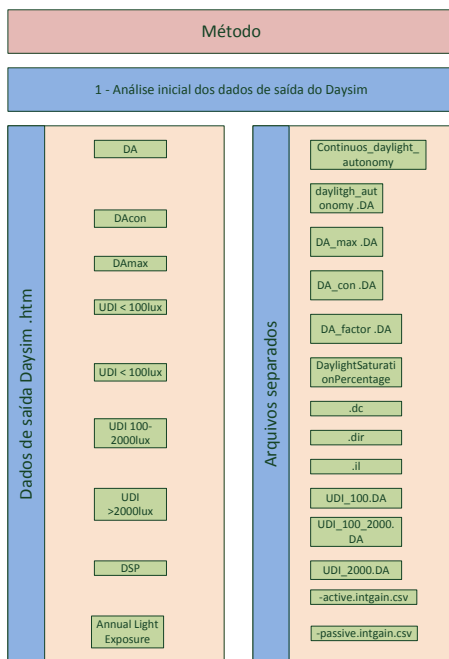 Método
1 - Análise inicial dos dados de saída do Daysim
Dados de saída Daysim .htm
DA
DAcon
DAmax
UDI < 100lux
UDI < 100lux
UDI 100-
2000lux
UDI
>2000lux
DSP
Annual Light
Exposure
Arquivos separados
Continuos_daylight_
autonomy
daylitgh_aut
onomy .DA
DA_max .DA
DA_con .DA
DA_factor .DA
DaylightSaturati
onPercentage
.dc
.dir
.il
UDI_100.DA
UDI_100_2000.
DA
UDI_2000.DA
-active.intgain.csv
-passive.intgain.csv